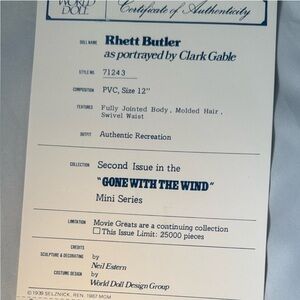 WORLD
DOLL
Certificate of Authenticity
DOLL NAME Rhett Butler
as portrayed by Clark Gable
STYLE NO. 71243
COMPOSITION PVC, Size 12"
FEATURES Fully Jointed Body, Molded Hair,
Swivel Waist
OUTFIT Authentic Recreation
COLLECTION Second Issue in the
"GONE WITH THE WIND"
Mini Series
LIMITATION Movie Greats are a continuing collection
This Issue Limit: 25000 pieces
CREDITS
SCULPTURE & DECORATING by
Neil Estern
COSTUME DESIGN by
World Doll Design Group
© 1939 SELZNICK, REN. 1967 MGM